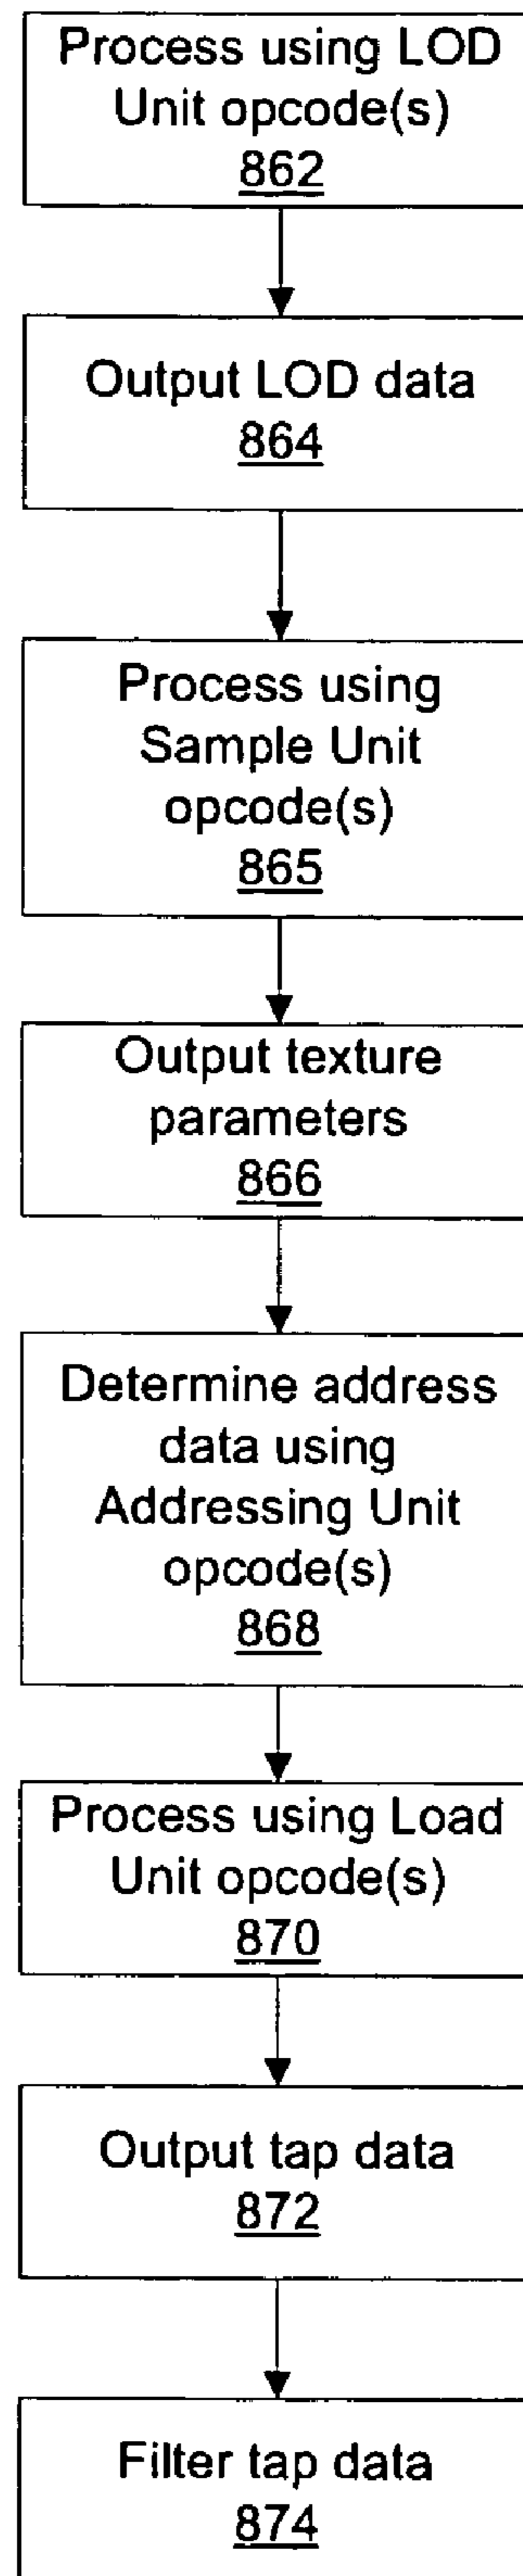 Process using LOD
Unit opcode(s)
862
Output LOD data
864
Process using
Sample Unit
opcode(s)
865
Output texture
parameters
866
Determine address
data using
Addressing Unit
opcode(s)
868
Process using Load
Unit opcode(s)
870
Output tap data
872
Filter tap data
874